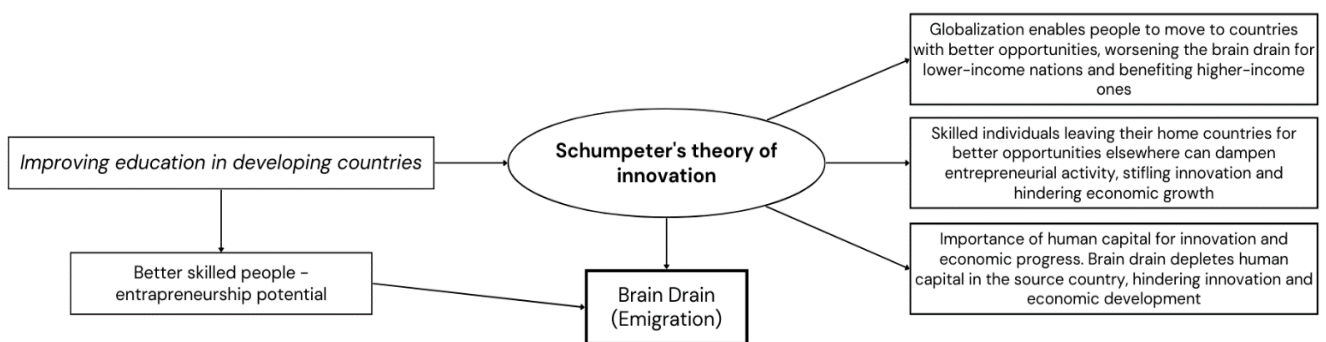 Improving education in developing countries
Better skilled people -
entrapreneurship potential
Schumpeter's theory of
innovation
Brain Drain
(Emigration)
Globalization enables people to move to countries
with better opportunities, worsening the brain drain for
lower-income nations and benefiting higher-income
ones
Skilled individuals leaving their home countries for
better opportunities elsewhere can dampen
entrepreneurial activity, stifling innovation and
hindering economic growth
Importance of human capital for innovation and
economic progress. Brain drain depletes human
capital in the source country, hindering innovation and
economic development